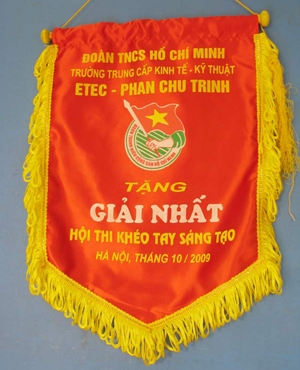 ĐOÀN TNCS HỒ CHÍ MINH
TRƯỜNG TRUNG CẤP KINH TẾ - KỸ THUẬT
ETEC - PHAN CHU TRINH
TẶNG
GIẢI NHẤT
HỘI THI KHÉO TAY SÁNG TẠO
HÀ NỘI, THÁNG 10 / 2009